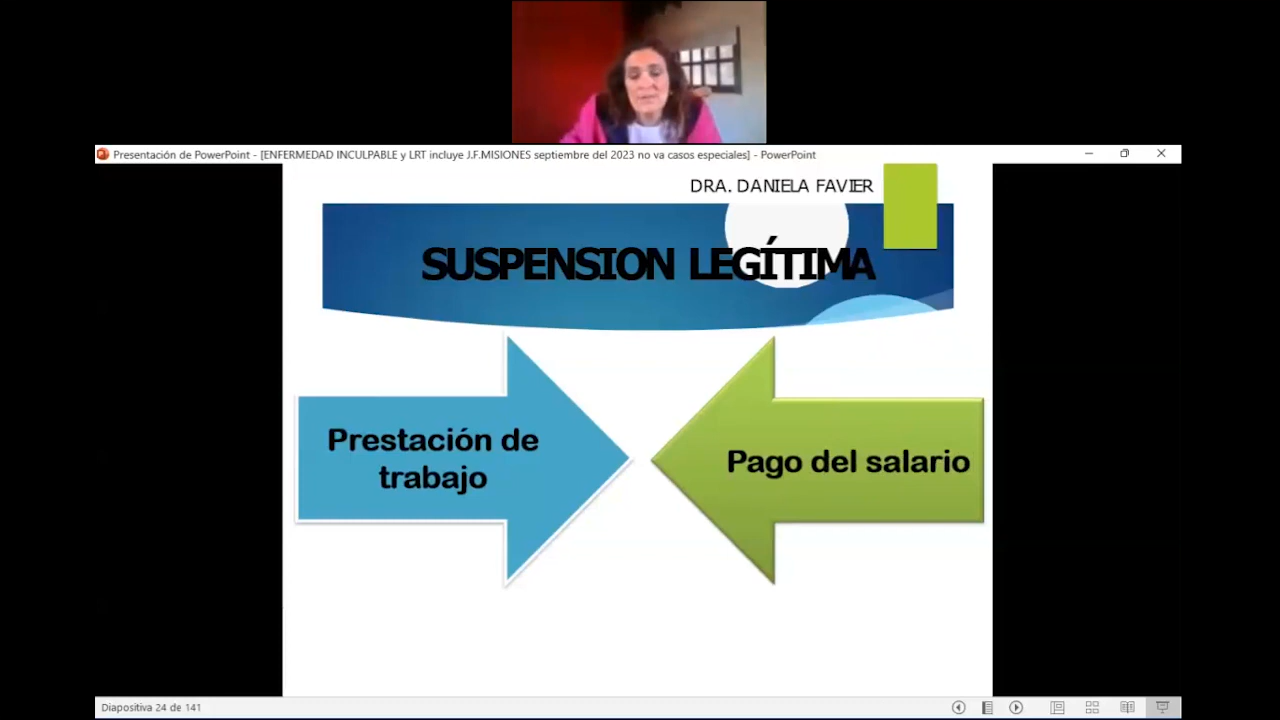 Presentación de PowerPoint - [ENFERMEDAD INCULPABLE y LRT incluye J.F.MISIONES septiembre del 2023 no va casos especiales] - PowerPoint
DRA. DANIELA FAVIER
SUSPENSION LEGÍTIMA
Prestación de
trabajo
Pago del salario
Diapositiva 24 de 141